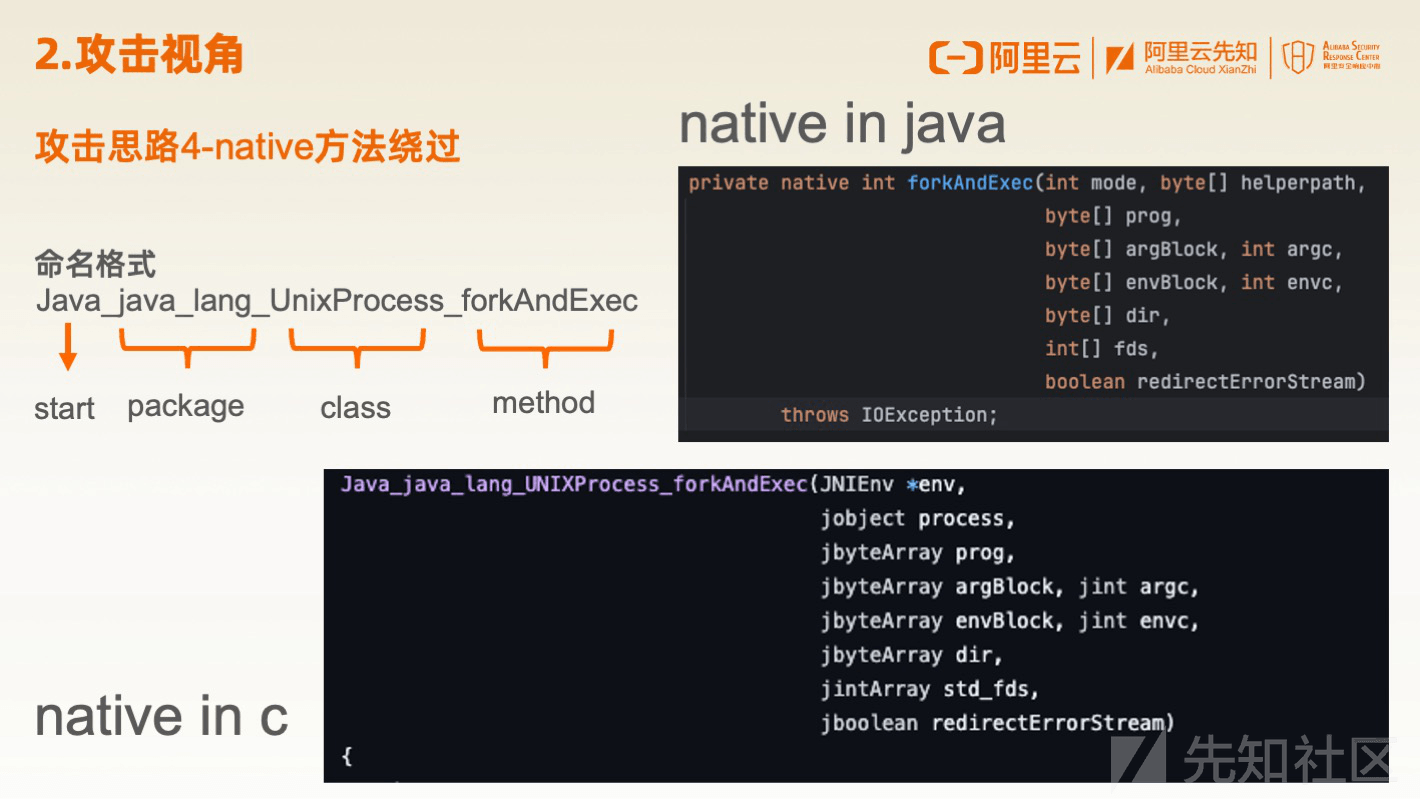 2.攻击视角
阿里云
阿里云先知
Alibaba Cloud XianZhi
ALIBABA SECURITY
RESPONSE CENTER
阿里安全响应中心
攻击思路4-native方法绕过
native in java
private native int forkAndExec(int mode, byte[] helperpath,
byte[] prog,
byte[] argBlock, int argc,
byte[] envBlock, int envc,
byte[] dir,
int[] fds,
boolean redirectErrorStream)
throws IOException;
命名格式
Java_java_lang_UnixProcess_forkAndExec
start
package
class
method
Java_java_lang_UNIXProcess_forkAndExec(JNIEnv *env,
jobject process,
jbyteArray prog,
jbyteArray argBlock, jint argc,
jbyteArray envBlock, jint envc,
jbyteArray dir,
jintArray std_fds,
jboolean redirectErrorStream)
{
native in c
先知社区